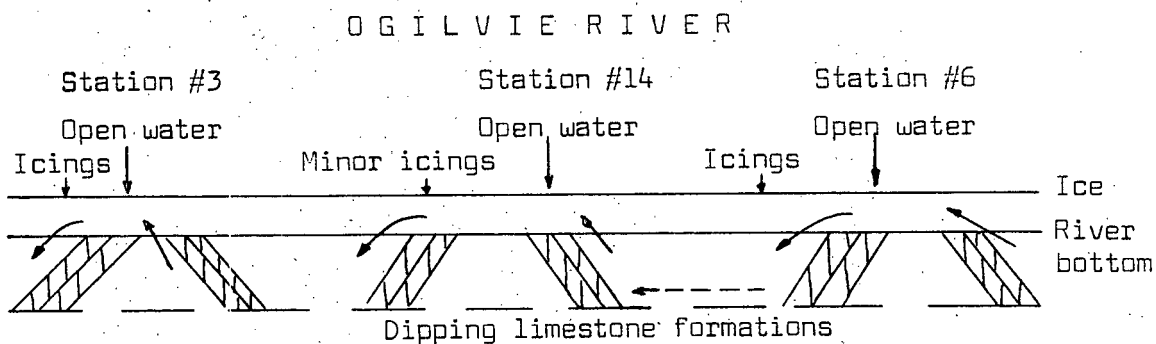 OGILVIE RIVER
Station #3 Station #14 Station #6
Open water Open water Open water
Icings Minor icings Icings
Ice
River
bottom
Dipping limestone formations